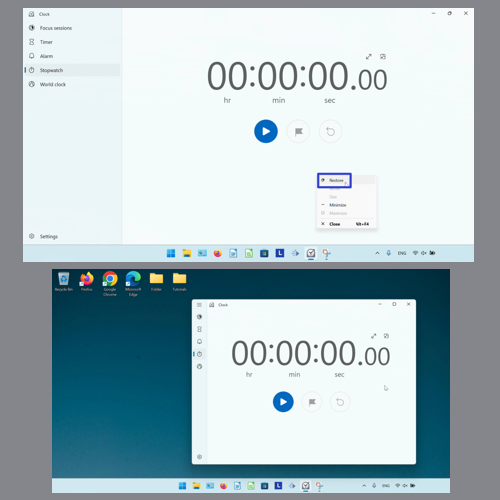 Clock
Focus sessions
Timer
Alarm
Stopwatch
World clock
Settings
00:00:00.00
hr min sec
Restore
Move
Size
Minimize
Maximize
Close Alt+F4
ENG
Recycle Bin
Firefox
Google Chrome
Microsoft Edge
Folder
Tutorials
Clock
00:00:00.00
hr min sec
ENG